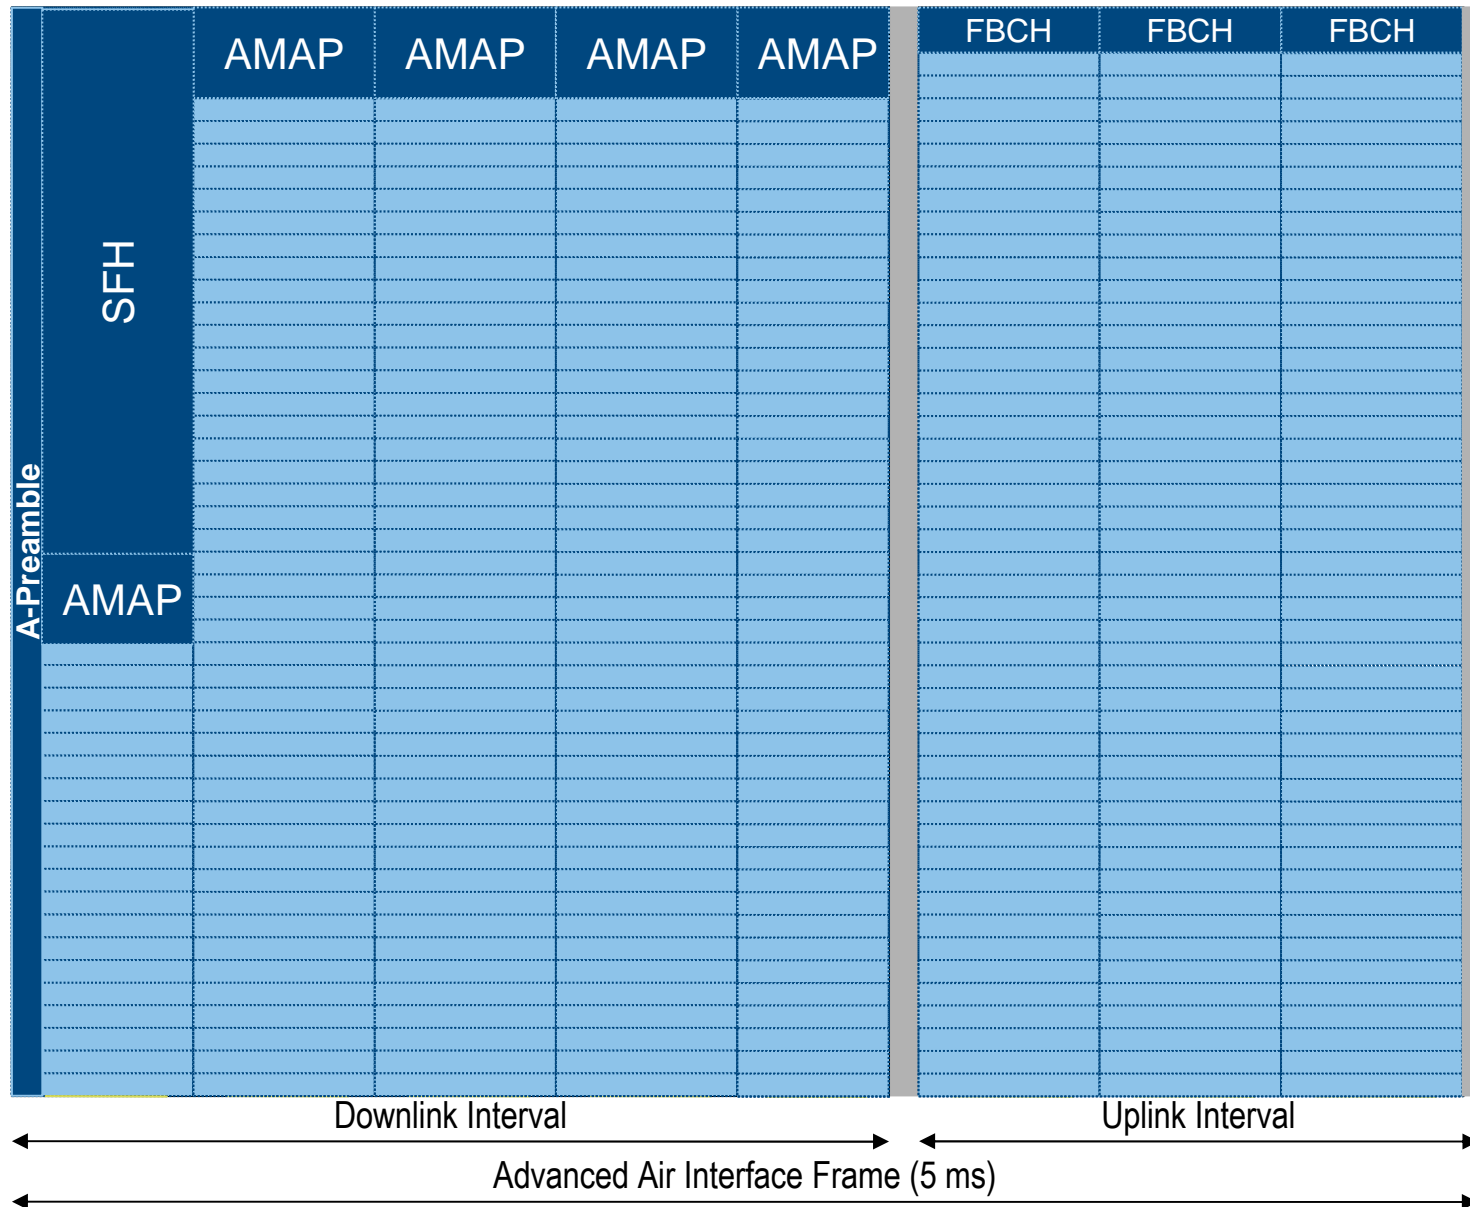 AMAP AMAP AMAP AMAP
FBCH FBCH FBCH
SFH
A-Preamble
AMAP
Downlink Interval
Uplink Interval
Advanced Air Interface Frame (5 ms)